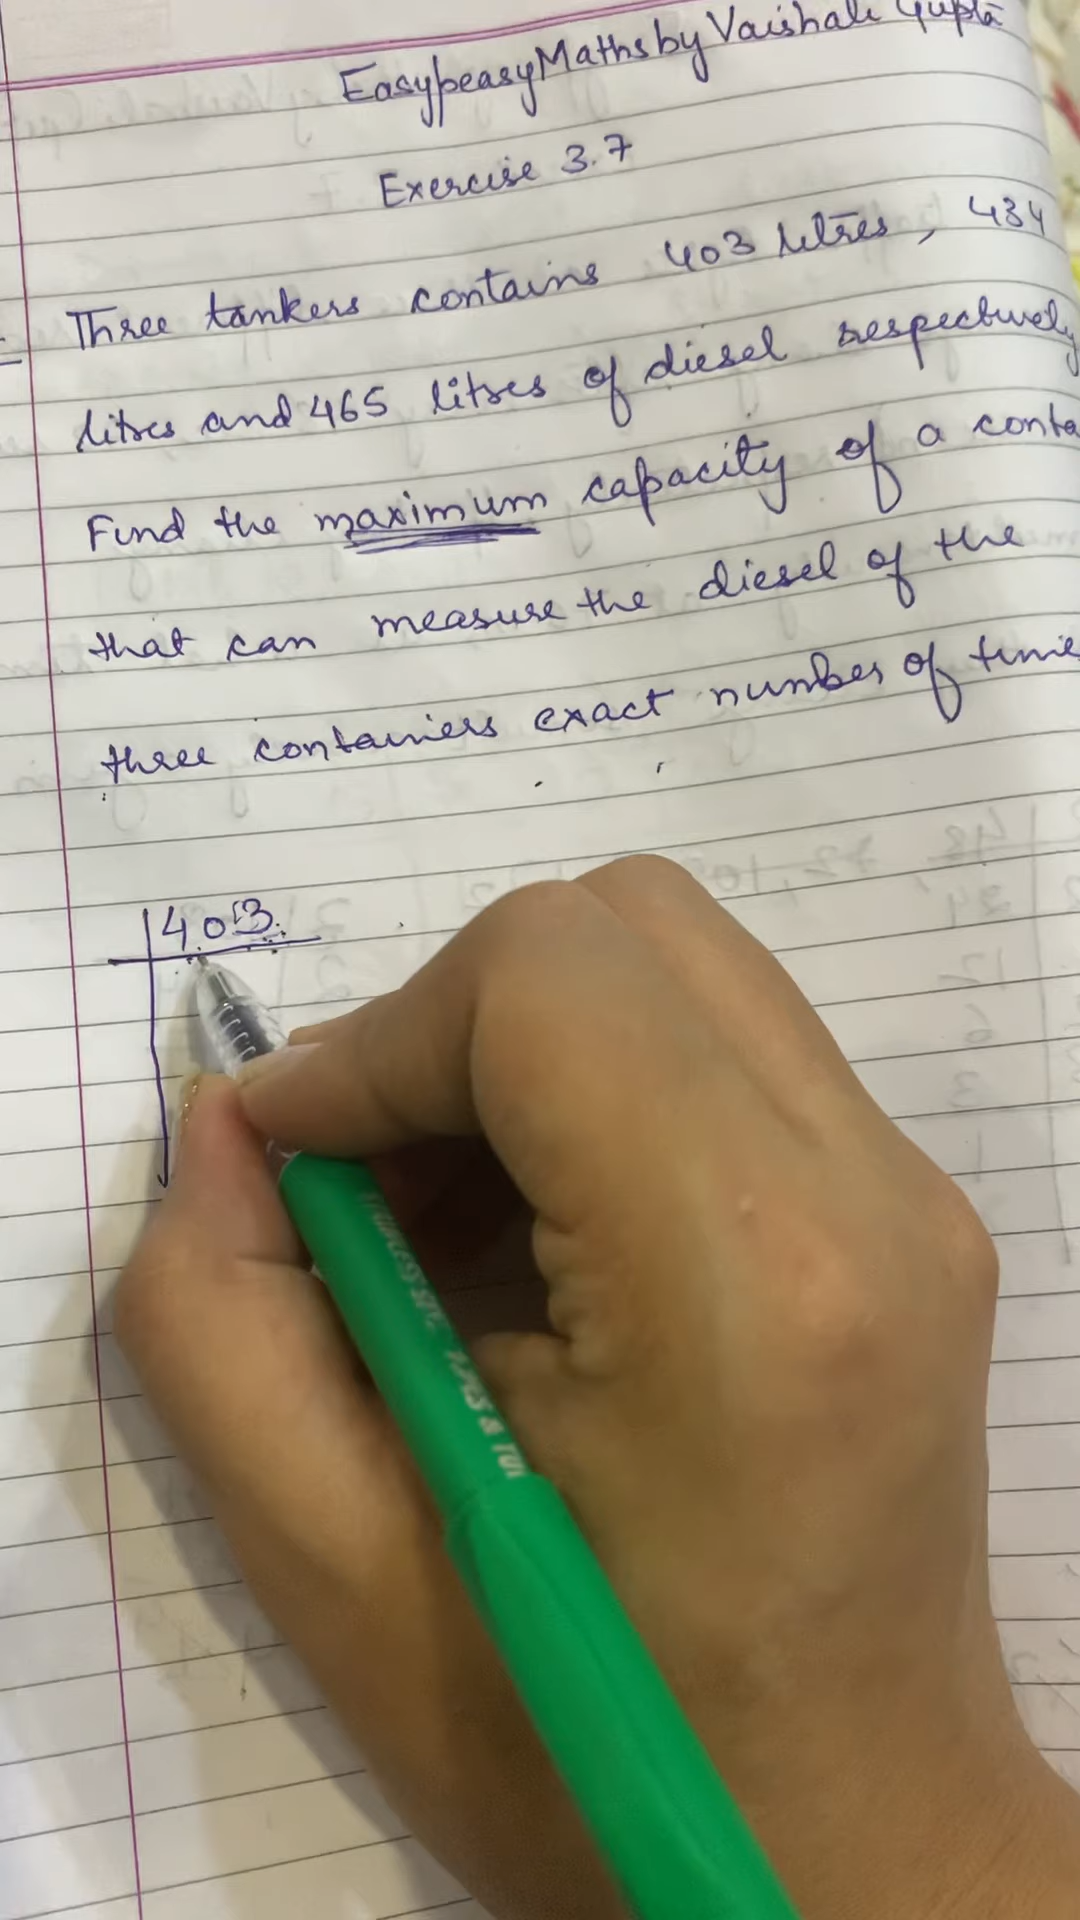 EasypeasyMaths by Vaishali Gupta
Exercise 3.7
Three tankers contains 403 litres, 434
litres and 465 litres of diesel respectively
Find the maximum capacity of a conta
that can measure the diesel of the
three containers exact number of time
403